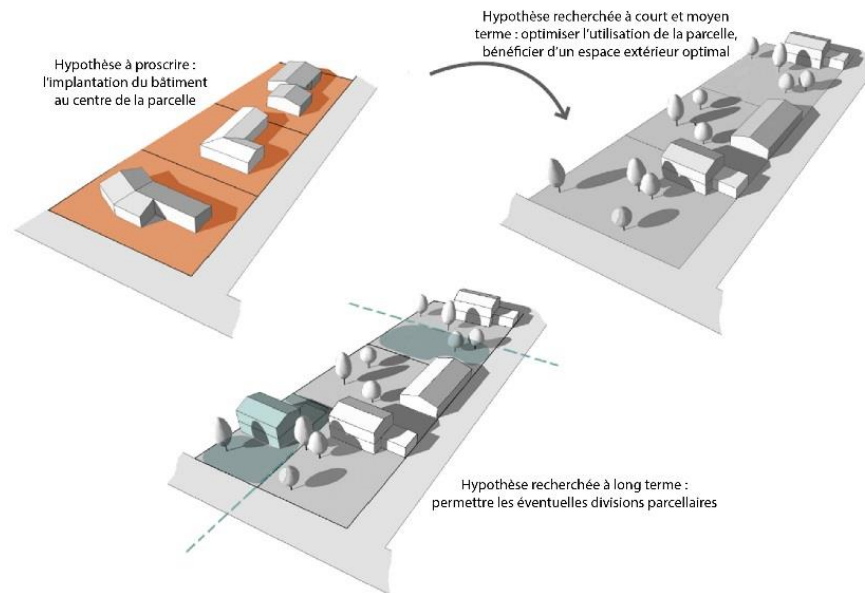 Hypothèse à proscrire :
l'implantation du bâtiment
au centre de la parcelle
Hypothèse recherchée à court et moyen
terme : optimiser l'utilisation de la parcelle,
bénéficier d'un espace extérieur optimal
Hypothèse recherchée à long terme :
permettre les éventuelles divisions parcellaires